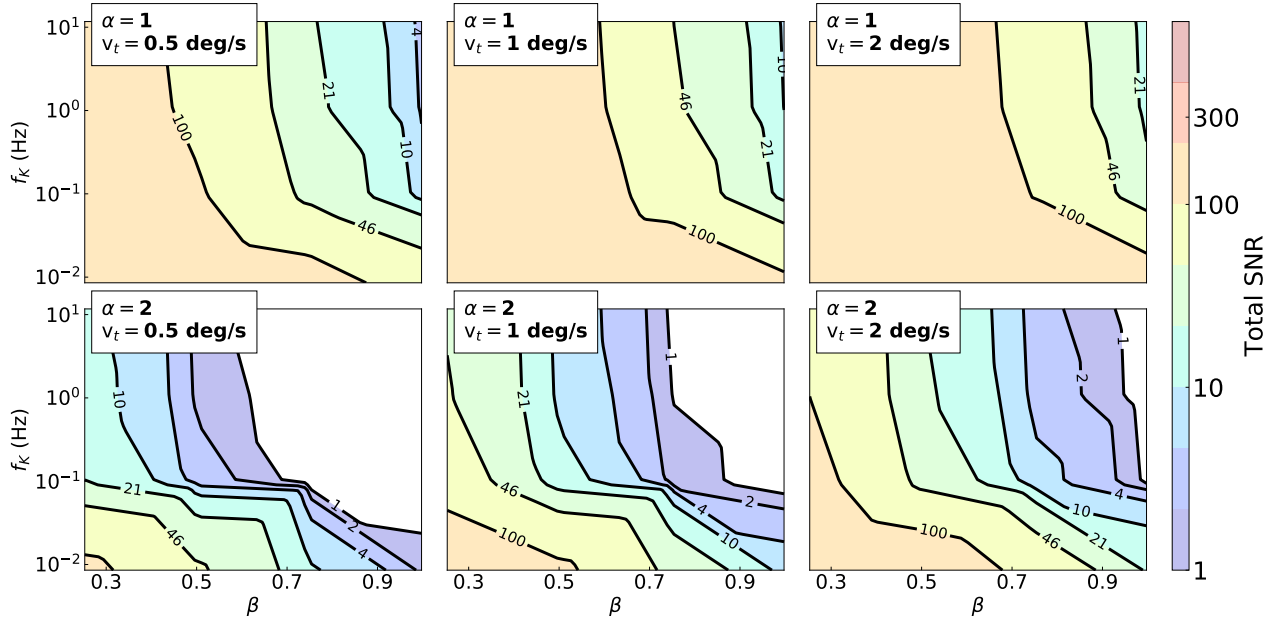 α = 1
v_t = 0.5 deg/s
α = 1
v_t = 1 deg/s
α = 1
v_t = 2 deg/s
10^1
10^0
10^-1
10^-2
f_K (Hz)
100
21
4
10
46
46
10
21
100
21
46
100
α = 2
v_t = 0.5 deg/s
α = 2
v_t = 1 deg/s
α = 2
v_t = 2 deg/s
10^0
10^-1
10^-2
f_K (Hz)
10
21
46
1
2
4
1
21
46
100
2
4
10
1
2
4
10
21
46
100
0.3 0.5 0.7 0.9
0.3 0.5 0.7 0.9
0.3 0.5 0.7 0.9
β
β
β
300
100
10
1
Total SNR